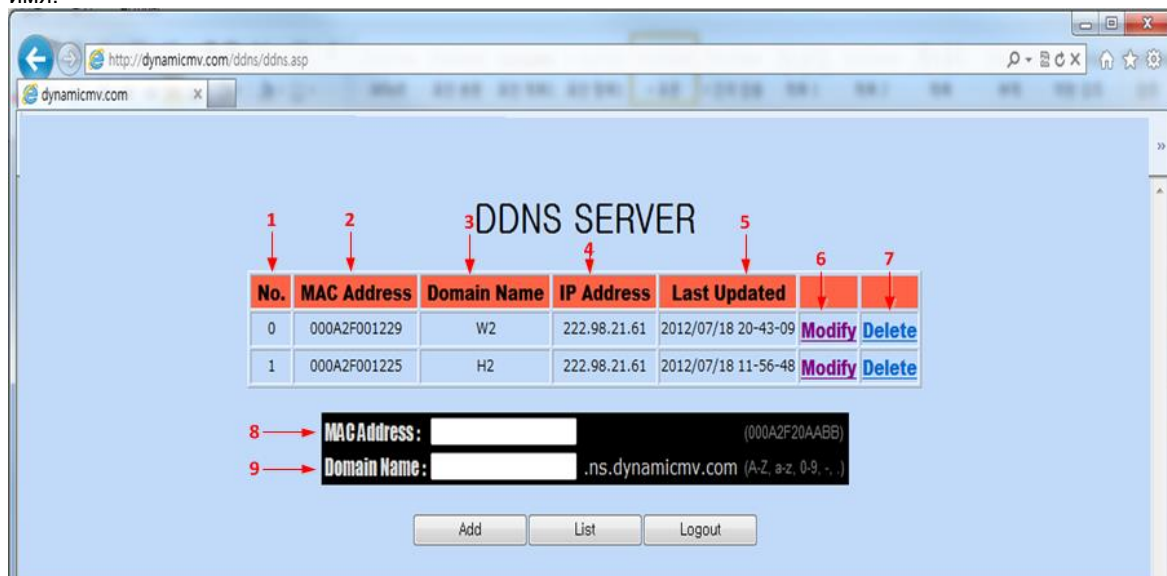 имя.
http://dynamicmv.com/ddns/ddns.asp
dynamicmv.com
DDNS SERVER
1 2 3 4 5 6 7
No. MAC Address Domain Name IP Address Last Updated
0 000A2F001229 W2 222.98.21.61 2012/07/18 20-43-09 Modify Delete
1 000A2F001225 H2 222.98.21.61 2012/07/18 11-56-48 Modify Delete
8 MAC Address : (000A2F20AABB)
9 Domain Name : .ns.dynamicmv.com (A-Z, a-z, 0-9, -, .)
Add List Logout